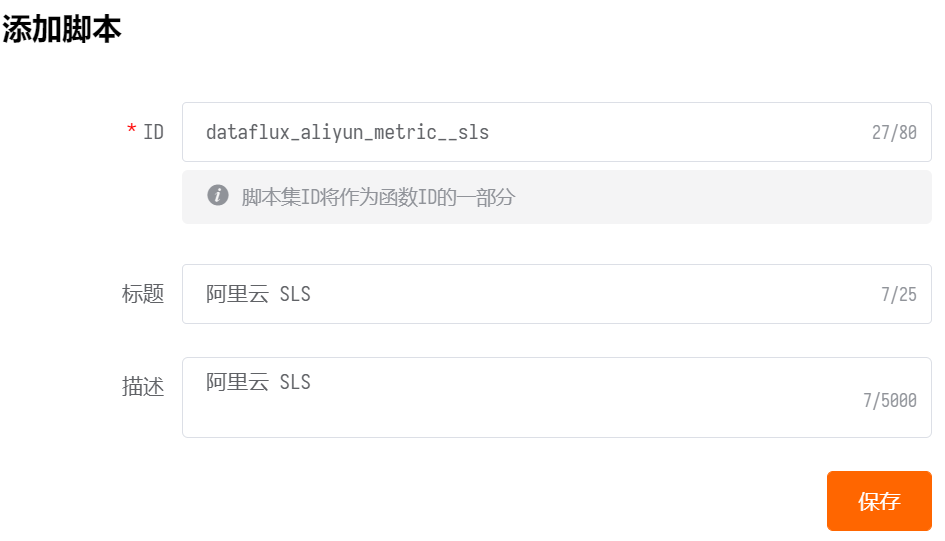 添加脚本
* ID dataflux_aliyun_metric__sls 27/80
脚本集ID将作为函数ID的一部分
标题 阿里云 SLS 7/25
描述 阿里云 SLS 7/5000
保存